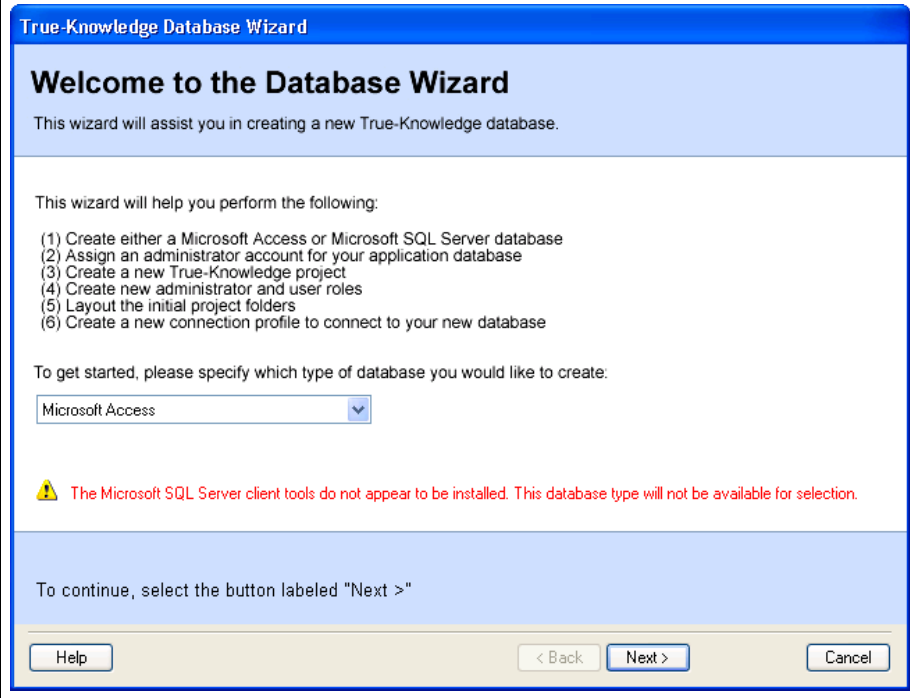 True-Knowledge Database Wizard
Welcome to the Database Wizard
This wizard will assist you in creating a new True-Knowledge database.
This wizard will help you perform the following:
(1) Create either a Microsoft Access or Microsoft SQL Server database
(2) Assign an administrator account for your application database
(3) Create a new True-Knowledge project
(4) Create new administrator and user roles
(5) Layout the initial project folders
(6) Create a new connection profile to connect to your new database
To get started, please specify which type of database you would like to create:
Microsoft Access
The Microsoft SQL Server client tools do not appear to be installed. This database type will not be available for selection.
To continue, select the button labeled "Next >"
Help < Back Next > Cancel